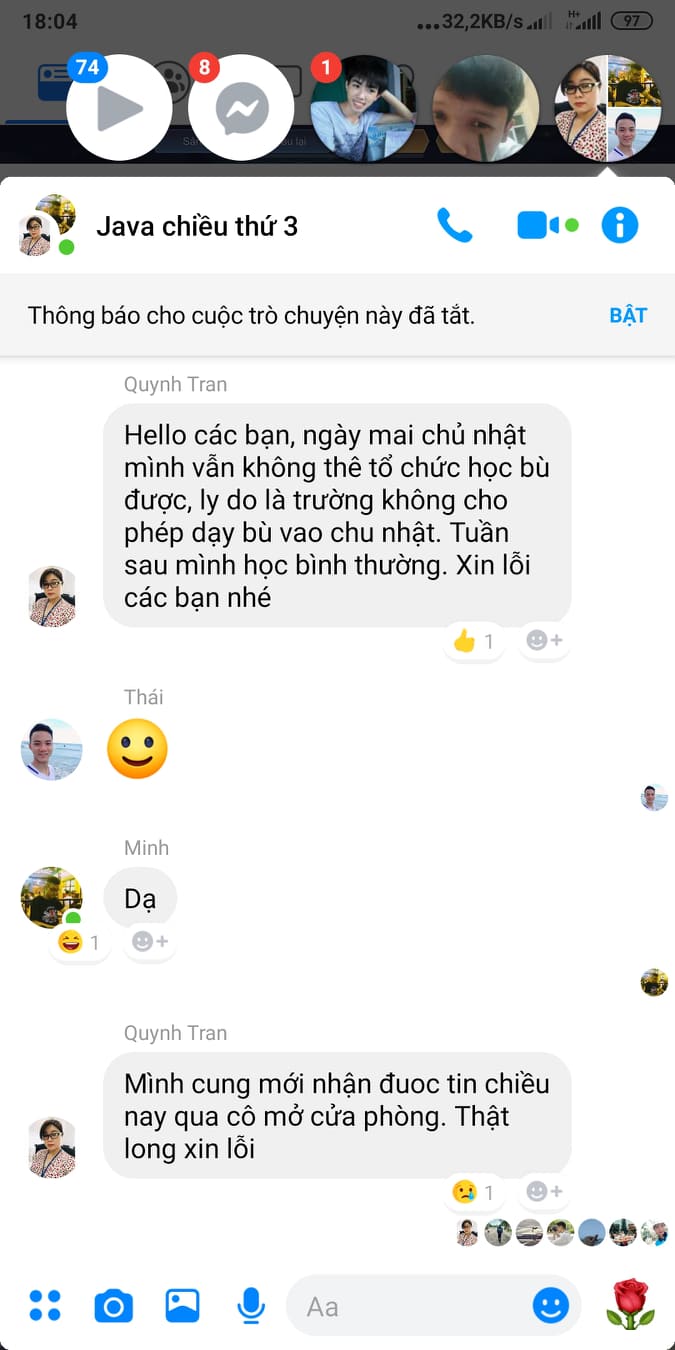 18:04
...32,2KB/s
H+
97
74
8
1
Java chiều thứ 3
Thông báo cho cuộc trò chuyện này đã tắt.
BẬT
Quynh Tran
Hello các bạn, ngày mai chủ nhật
mình vẫn không thê tổ chức học bù
được, ly do là trường không cho
phép dạy bù vao chu nhật. Tuần
sau mình học bình thường. Xin lỗi
các bạn nhé
1
Thái
Minh
Dạ
1
Quynh Tran
Mình cung mới nhận đuoc tin chiều
nay qua cô mở cửa phòng. Thật
long xin lỗi
1
Aa